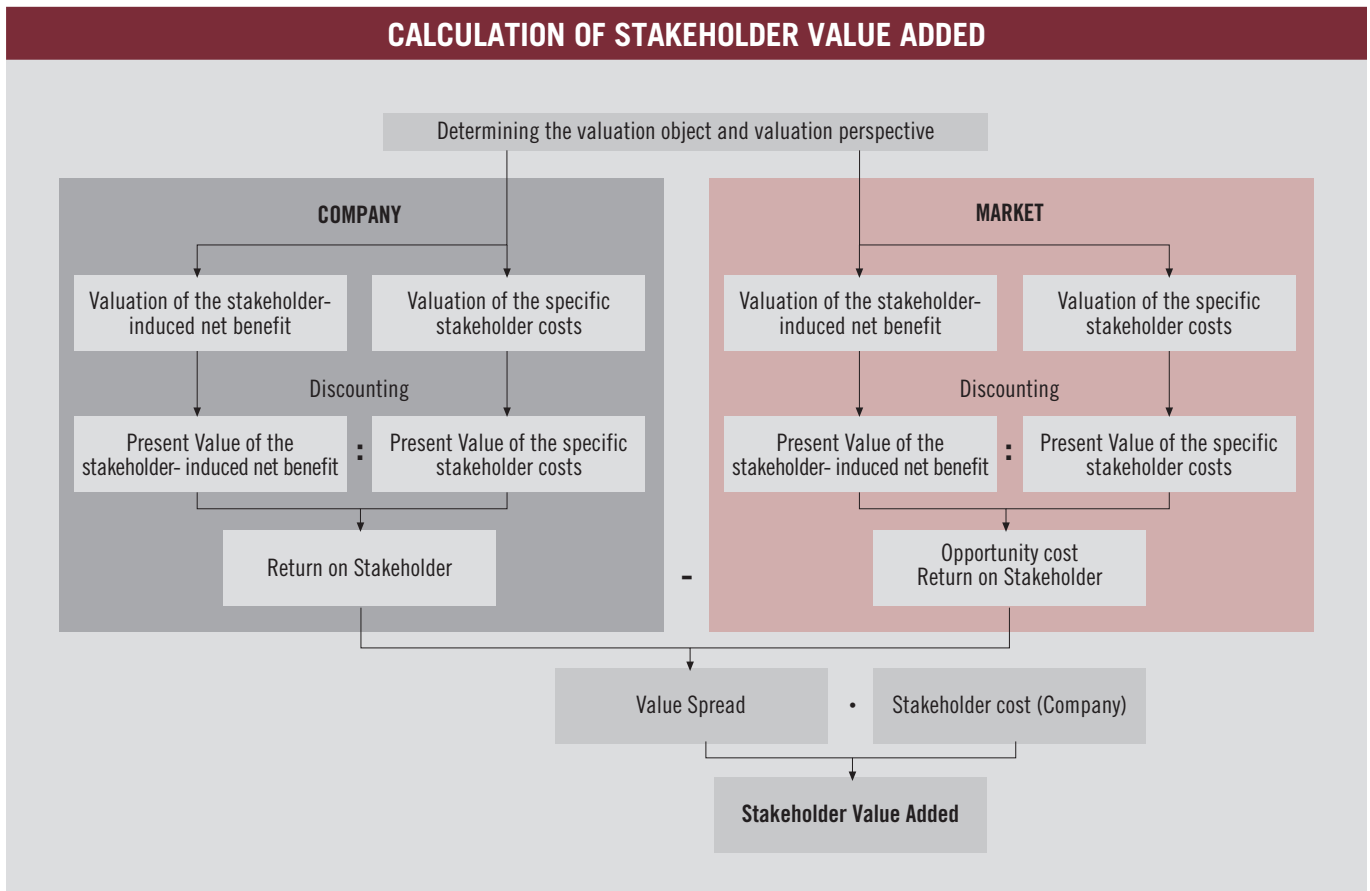 CALCULATION OF STAKEHOLDER VALUE ADDED
Determining the valuation object and valuation perspective
COMPANY
Valuation of the stakeholder-
induced net benefit
Valuation of the specific
stakeholder costs
Discounting
Present Value of the
stakeholder- induced net benefit
:
Present Value of the specific
stakeholder costs
Return on Stakeholder
-
MARKET
Valuation of the stakeholder-
induced net benefit
Valuation of the specific
stakeholder costs
Discounting
Present Value of the
stakeholder- induced net benefit
:
Present Value of the specific
stakeholder costs
Opportunity cost
Return on Stakeholder
Value Spread
•
Stakeholder cost (Company)
Stakeholder Value Added